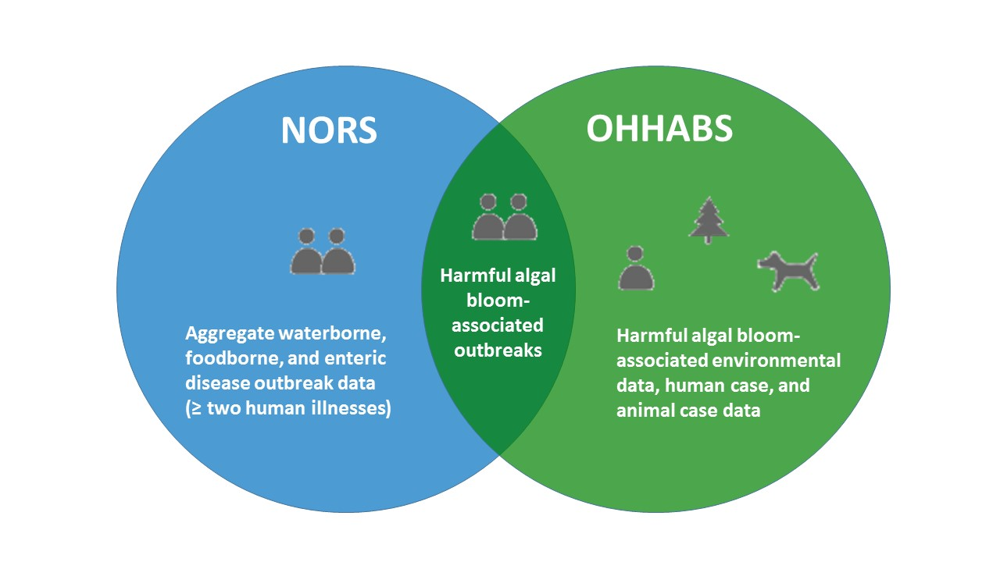 NORS
Aggregate waterborne,
foodborne, and enteric
disease outbreak data
(≥ two human illnesses)
Harmful algal
bloom-
associated
outbreaks
OHHABS
Harmful algal bloom-
associated environmental
data, human case, and
animal case data